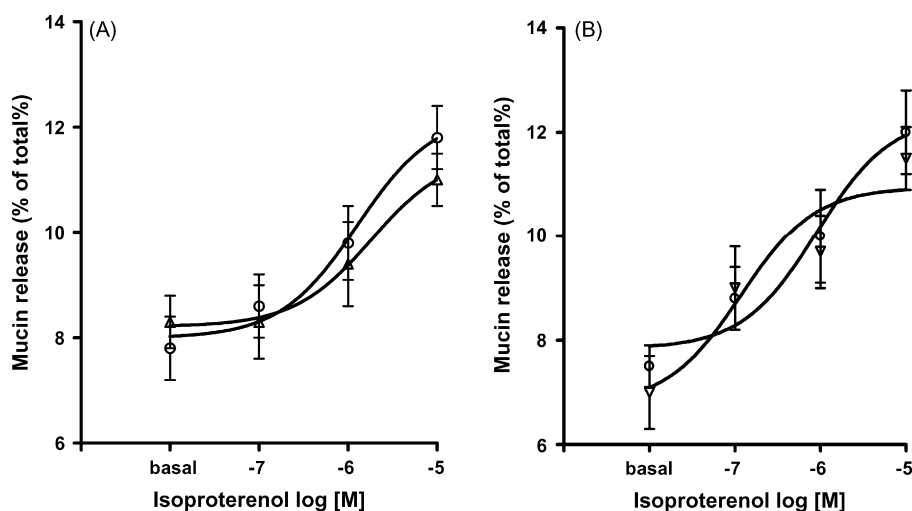 (A)
14
12
10
8
6
Mucin release (% of total%)
basal -7 -6 -5
Isoproterenol log [M]
(B)
14
12
10
8
6
Mucin release (% of total%)
basal -7 -6 -5
Isoproterenol log [M]